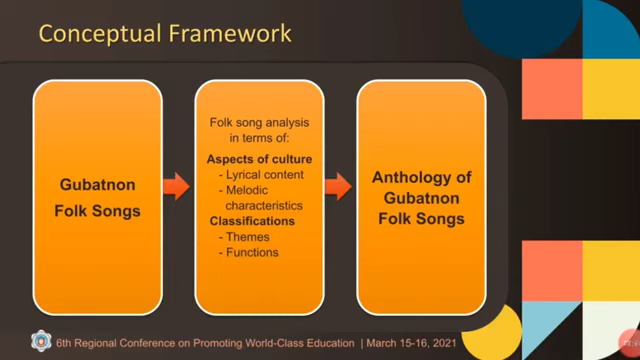 Conceptual Framework
Gubatnon
Folk Songs
Folk song analysis
in terms of:
Aspects of culture
- Lyrical content
- Melodic
characteristics
Classifications
- Themes
- Functions
Anthology of
Gubatnon
Folk Songs
6th Regional Conference on Promoting World-Class Education | March 15-16, 2021